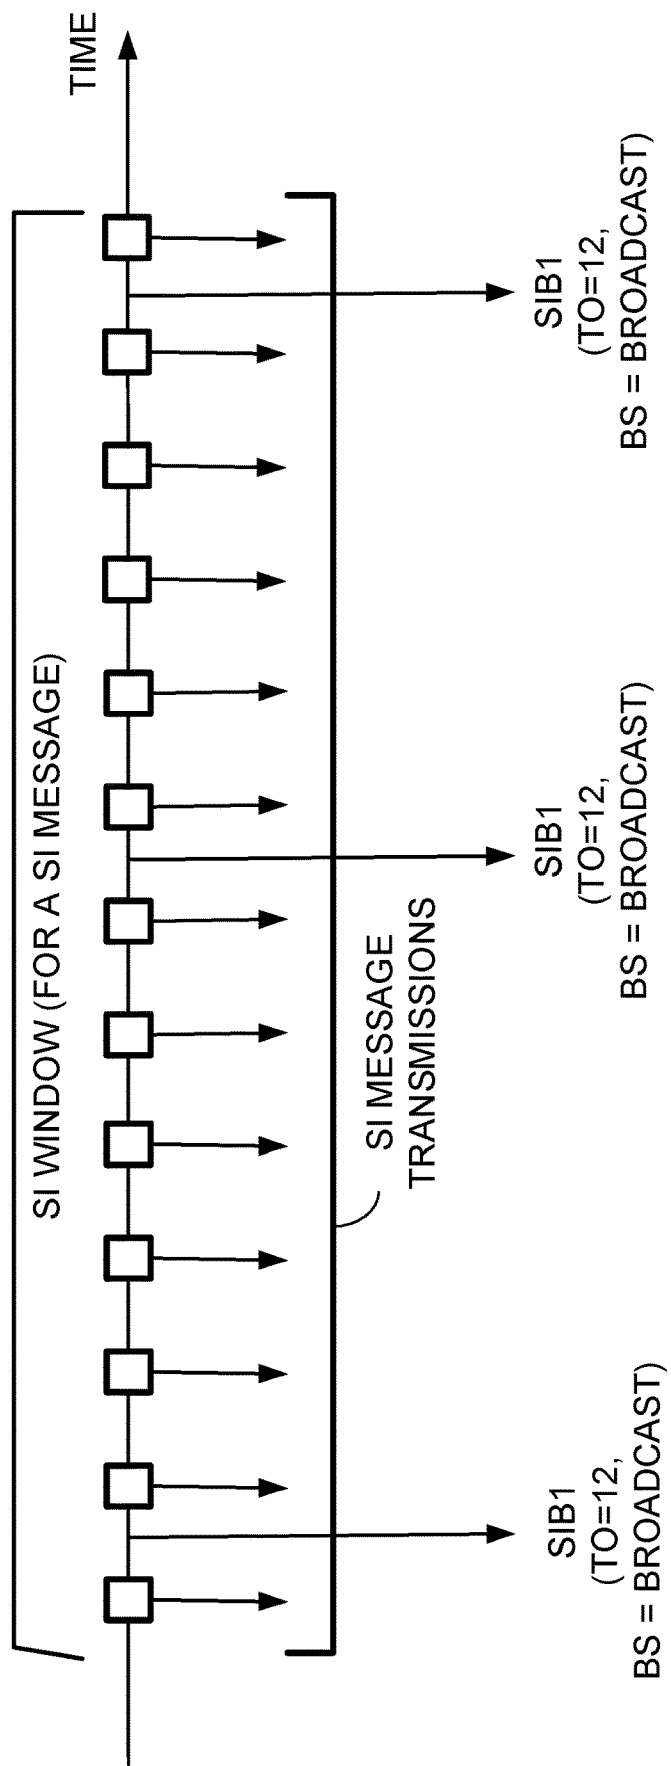 SI WINDOW (FOR A SI MESSAGE)
TIME
SI MESSAGE
TRANSMISSIONS
SIB1
(TO=12,
BS = BROADCAST)
SIB1
(TO=12,
BS = BROADCAST)
SIB1
(TO=12,
BS = BROADCAST)